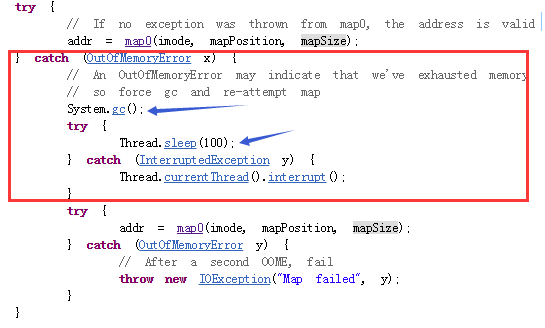 try {
// If no exception was thrown from map0, the address is valid
addr = map0(imode, mapPosition, mapSize);
} catch (OutOfMemoryError x) {
// An OutOfMemoryError may indicate that we've exhausted memory
// so force gc and re-attempt map
System.gc();
try {
Thread.sleep(100);
} catch (InterruptedException y) {
Thread.currentThread().interrupt();
}
try {
addr = map0(imode, mapPosition, mapSize);
} catch (OutOfMemoryError y) {
// After a second OOME, fail
throw new IOException("Map failed", y);
}
}